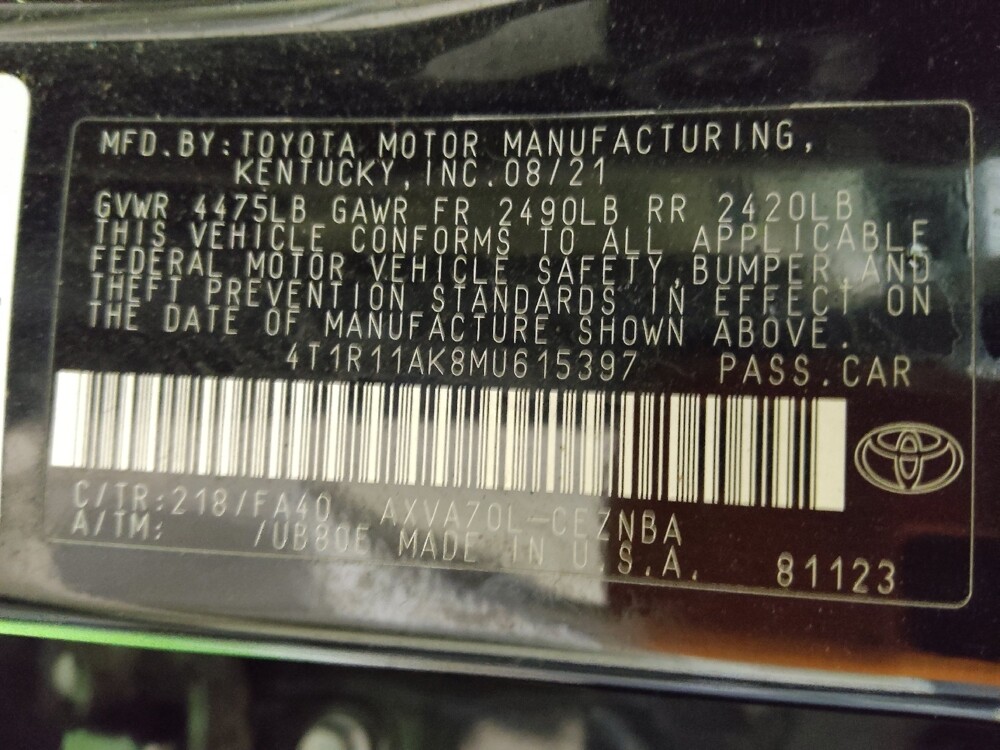 MFD.BY:TOYOTA MOTOR MANUFACTURING,
KENTUCKY,INC.08/21
GVWR 4475LB GAWR FR 2490LB RR 2420LB
THIS VEHICLE CONFORMS TO ALL APPLICABLE
FEDERAL MOTOR VEHICLE SAFETY,BUMPER,AND
THEFT PREVENTION STANDARDS IN EFFECT ON
THE DATE OF MANUFACTURE SHOWN ABOVE.
4T1R11AK8MU615397 PASS.CAR
C/TR:218/FA40 AXVA70L-CEZNBA
A/TM: /UB80E MADE IN U.S.A. 81123